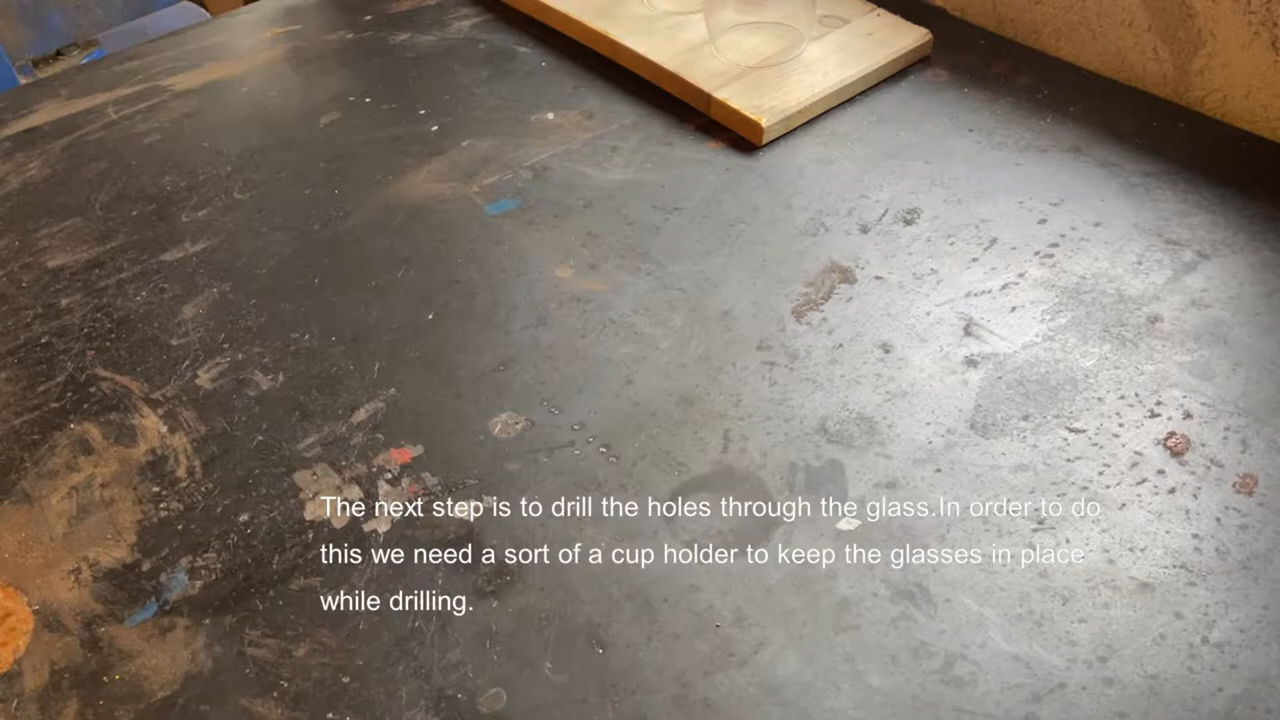 The next step is to drill the holes through the glass.In order to do
this we need a sort of a cup holder to keep the glasses in place
while drilling.